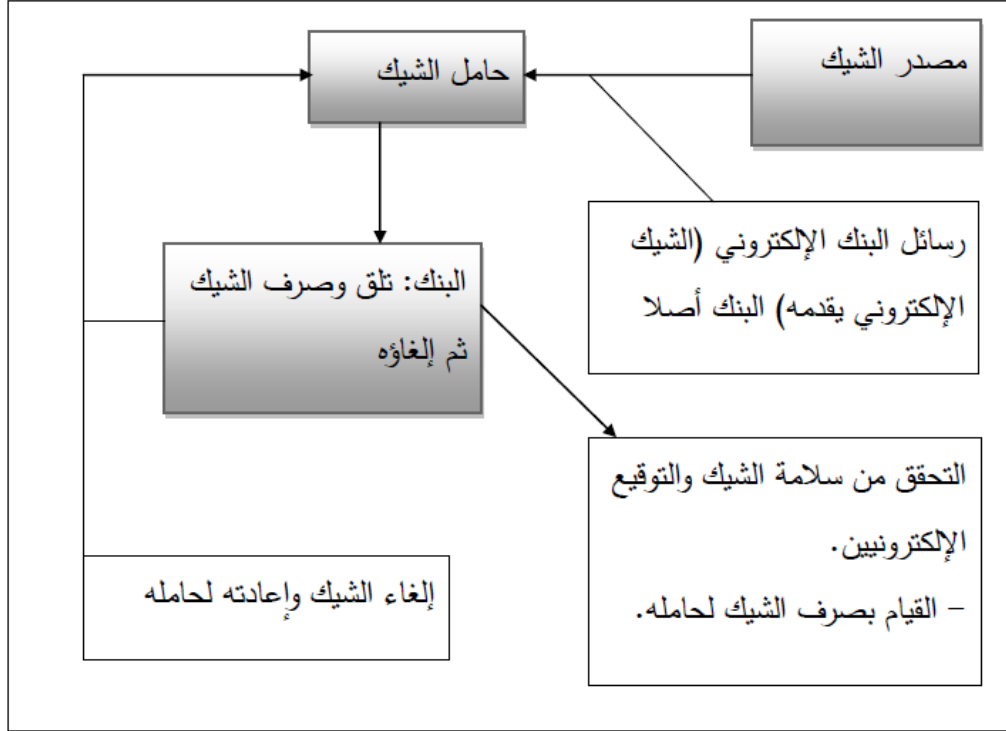 مصدر الشيك
حامل الشيك
رسائل البنك الإلكتروني (الشيك
الإلكتروني يقدمه) البنك أصلا
البنك: تلق وصرف الشيك
ثم إلغاؤه
التحقق من سلامة الشيك والتوقيع
الإلكترونيين.
– القيام بصرف الشيك لحامله.
إلغاء الشيك وإعادته لحامله